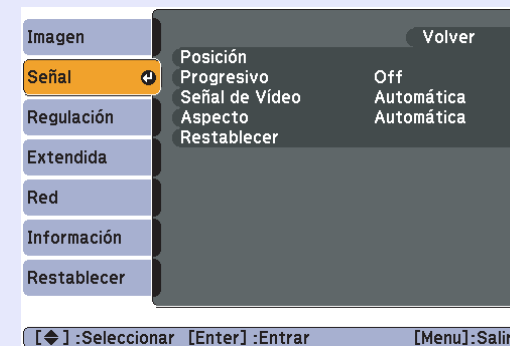 Imagen
Señal
Regulación
Extendida
Red
Información
Restablecer
Volver
Posición
Progresivo Off
Señal de Vídeo Automática
Aspecto Automática
Restablecer
[◆] :Seleccionar [Enter] :Entrar [Menu]:Salir